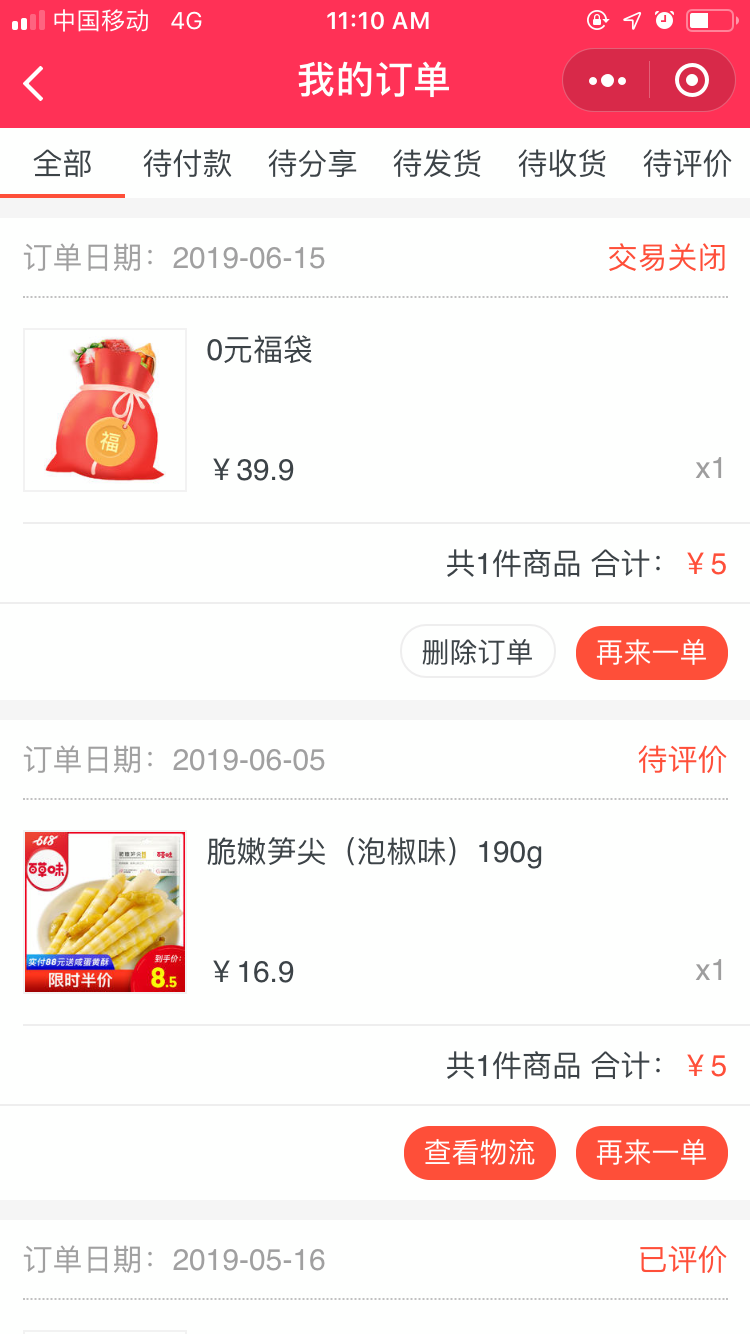 中国移动 4G 11:10 AM
我的订单
全部 待付款 待分享 待发货 待收货 待评价
订单日期： 2019-06-15 交易关闭
0元福袋
福
￥39.9 x1
共1件商品 合计： ￥5
删除订单 再来一单
订单日期： 2019-06-05 待评价
脆嫩笋尖（泡椒味）190g
618
百草味
百草味
实付88元送咸蛋黄酥
到手价:
限时半价
8.5
￥16.9 x1
共1件商品 合计： ￥5
查看物流 再来一单
订单日期： 2019-05-16 已评价